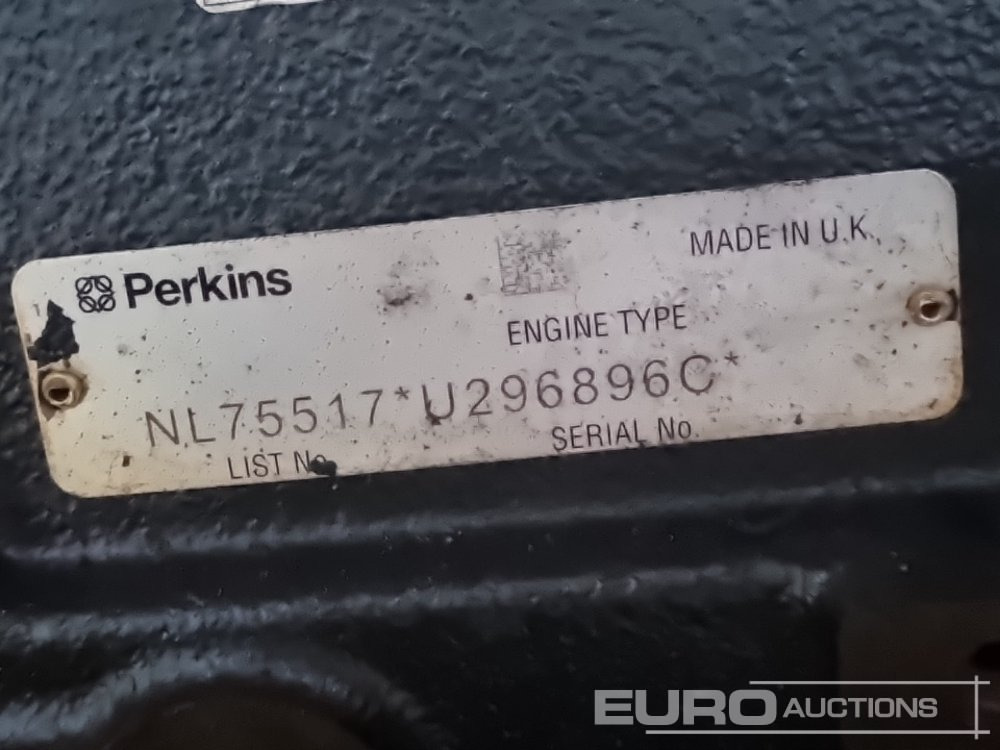 Perkins
MADE IN U.K.
ENGINE TYPE
NL75517*U296896C*
LIST No.
SERIAL No.
EURO AUCTIONS